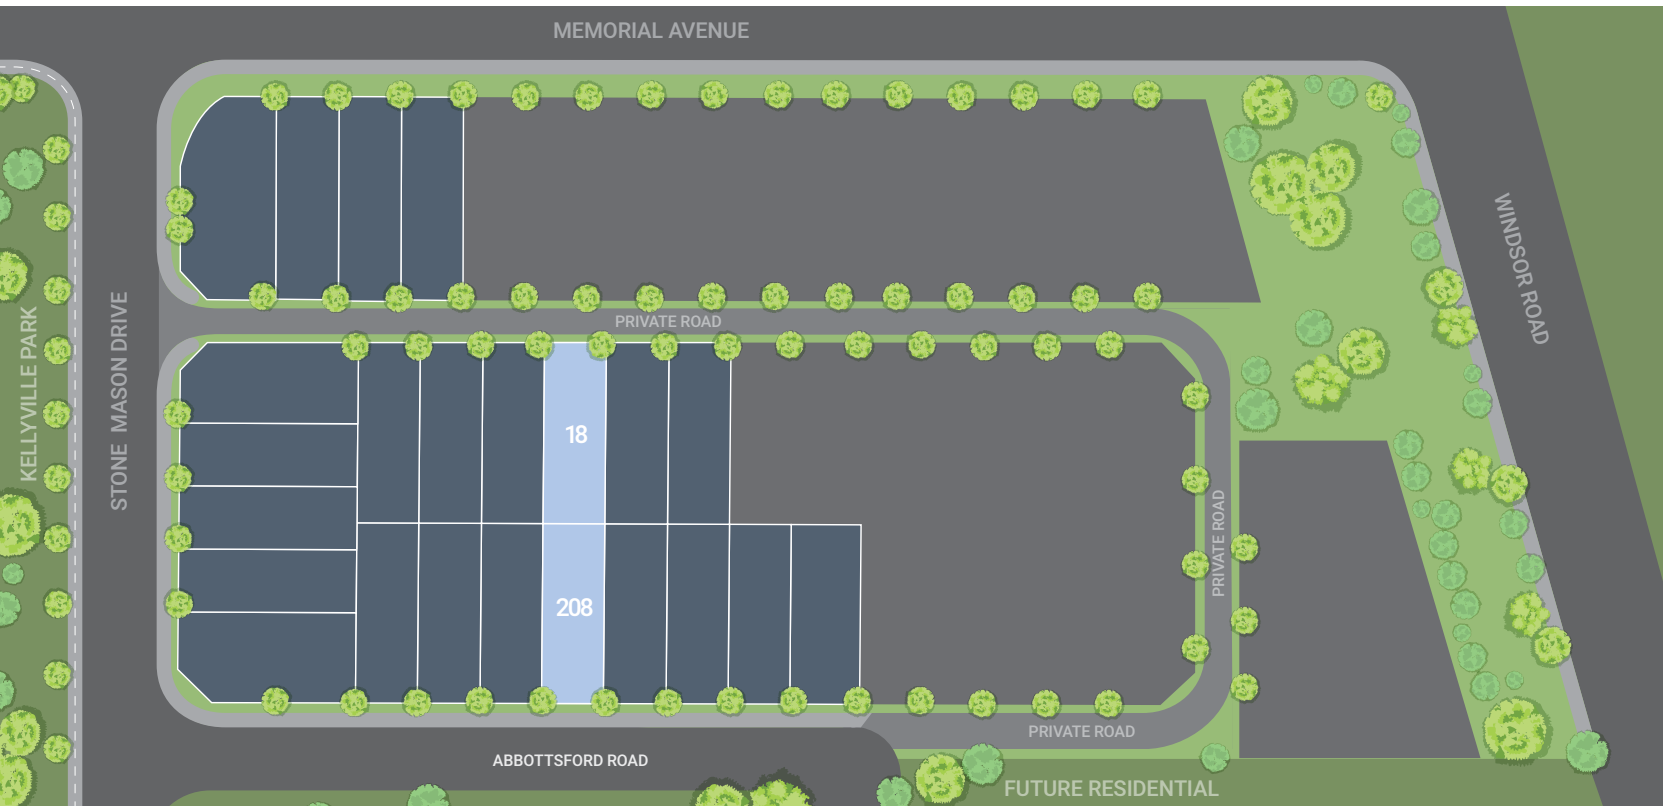 MEMORIAL AVENUE
WINDSOR ROAD
PRIVATE ROAD
KELLYVILLE PARK
STONE MASON DRIVE
18
PRIVATE ROAD
208
PRIVATE ROAD
ABBOTTSFORD ROAD
FUTURE RESIDENTIAL